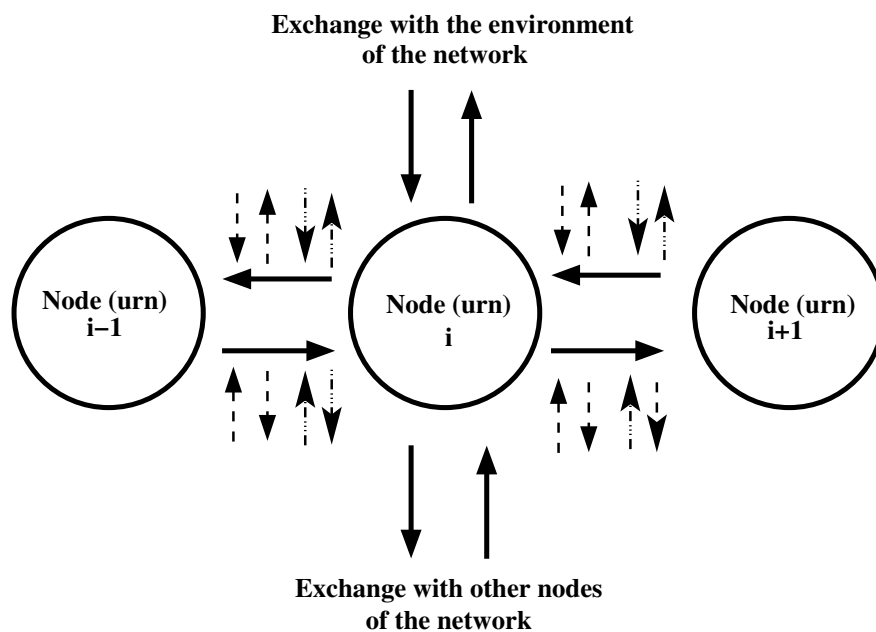 Exchange with the environment
of the network
Node (urn)
i−1
Node (urn)
i
Node (urn)
i+1
Exchange with other nodes
of the network